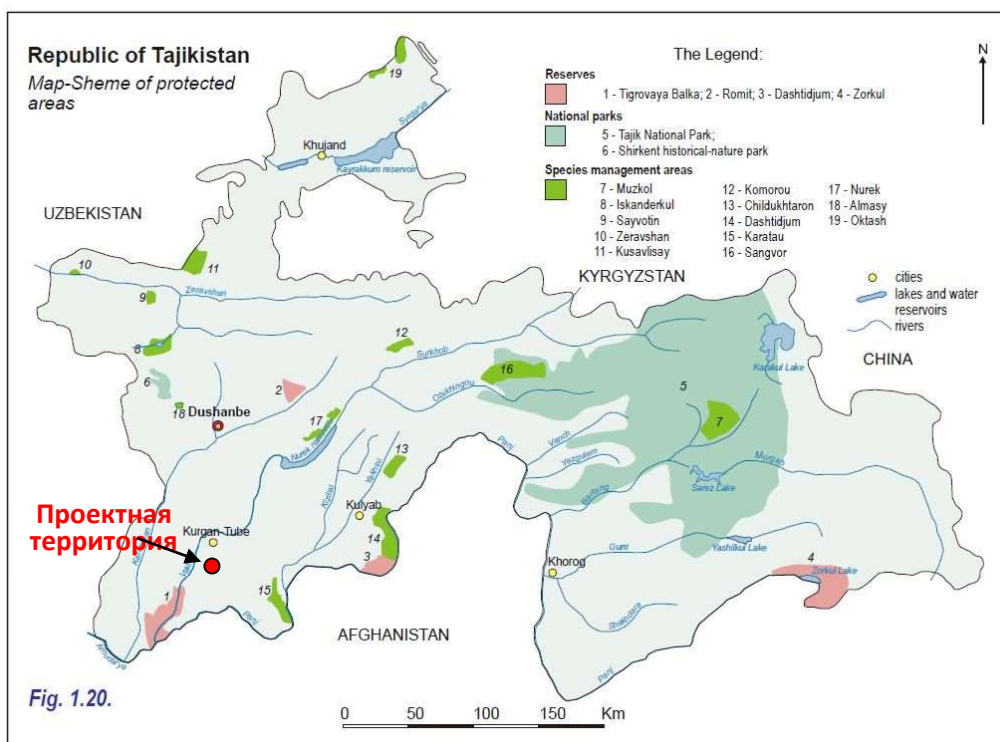 Republic of Tajikistan
Map-Sheme of protected
areas
The Legend:
Reserves
1 - Tigrovaya Balka; 2 - Romit; 3 - Dashtidjum; 4 - Zorkul
National parks
5 - Tajik National Park;
6 - Shirkent historical-nature park
Species management areas
7 - Muzkol
8 - Iskanderkul
9 - Sayvotin
10 - Zeravshan
11 - Kusavlisay
12 - Komorou
13 - Childukhtaron
14 - Dashtidjum
15 - Karatau
16 - Sangvor
17 - Nurek
18 - Almasy
19 - Oktash
cities
lakes and water
reservoirs
rivers
N
19
Syrdarya
Khujand
Kayrakkum reservoir
UZBEKISTAN
KYRGYZSTAN
CHINA
10
11
Zeravshan
9
8
12
Surkhob
16
Obikhingou
5
Karakul Lake
6
2
18
Dushanbe
17
Nurek
7
Vanch
Panj
Yazgulem
Bartang
Murgab
Sarez Lake
13
Kizilsu
Yakhsu
Kulyab
14
3
Проектная
территория
Kurgan-Tube
Khorog
Gunt
Yashilkul Lake
4
Zorkul Lake
1
15
Panj
Amudarya
AFGHANISTAN
Panj
Fig. 1.20.
0 50 100 150 Km